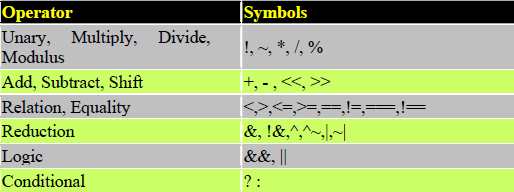 Operator Symbols
Unary, Multiply, Divide,
Modulus !, ~, *, /, %
Add, Subtract, Shift +, - , <<, >>
Relation, Equality <,>,<=,>=,==,!=,===,!==
Reduction &, !&,^,^~,|,~|
Logic &&, ||
Conditional ? :